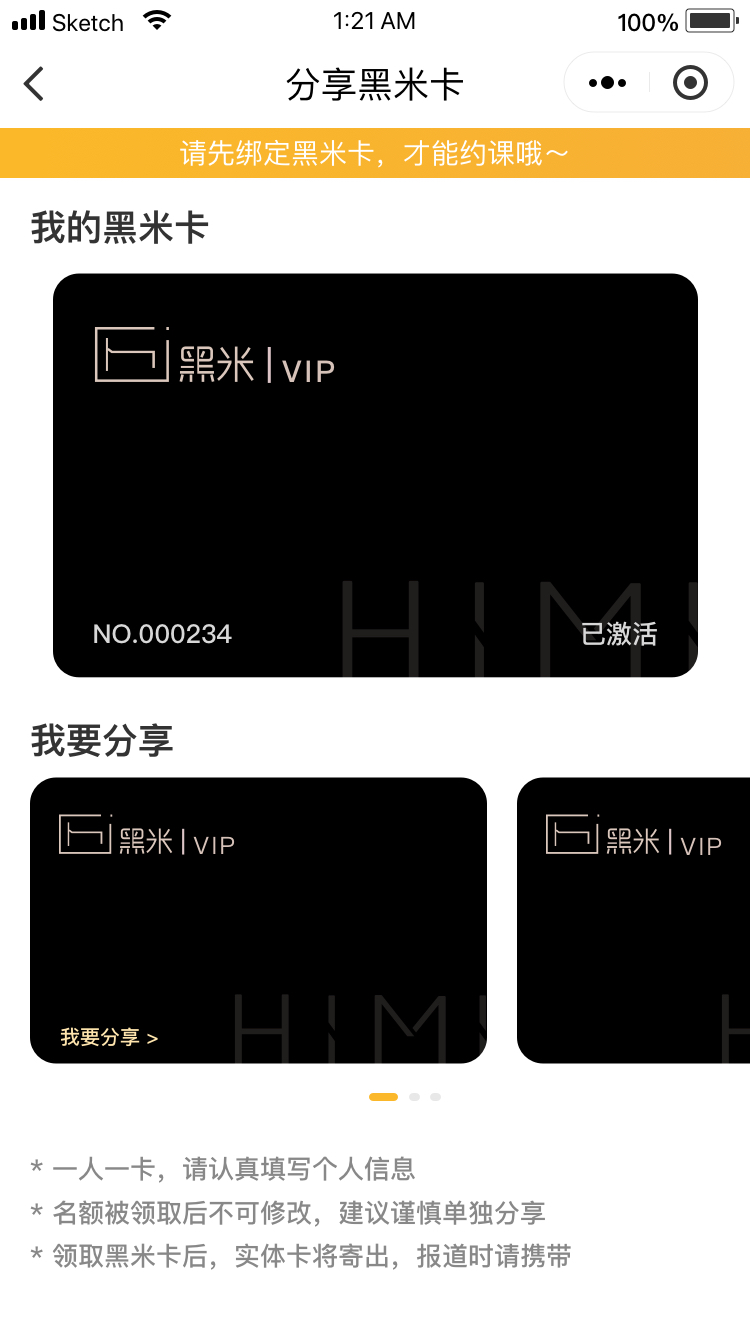 Sketch 1:21 AM 100%
分享黑米卡
请先绑定黑米卡，才能约课哦～
我的黑米卡
黑米 | VIP
HIMI
NO.000234 已激活
我要分享
黑米 | VIP 黑米 | VIP
HIMI
我要分享 >
* 一人一卡，请认真填写个人信息
* 名额被领取后不可修改，建议谨慎单独分享
* 领取黑米卡后，实体卡将寄出，报道时请携带